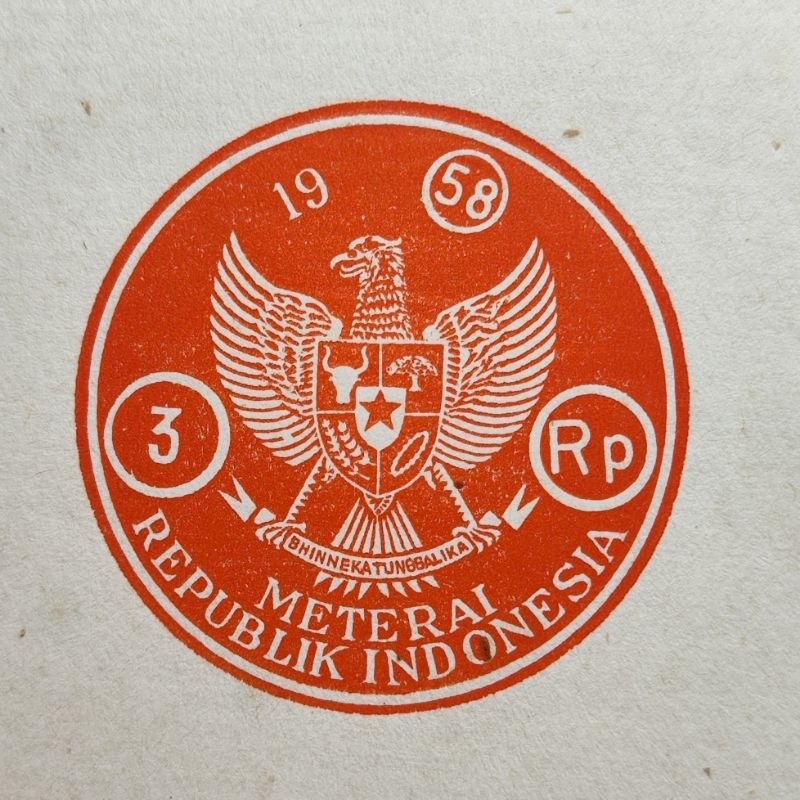 19 58
3 Rp
BHINNEKA TUNGGAL IKA
METERAI
REPUBLIK INDONESIA